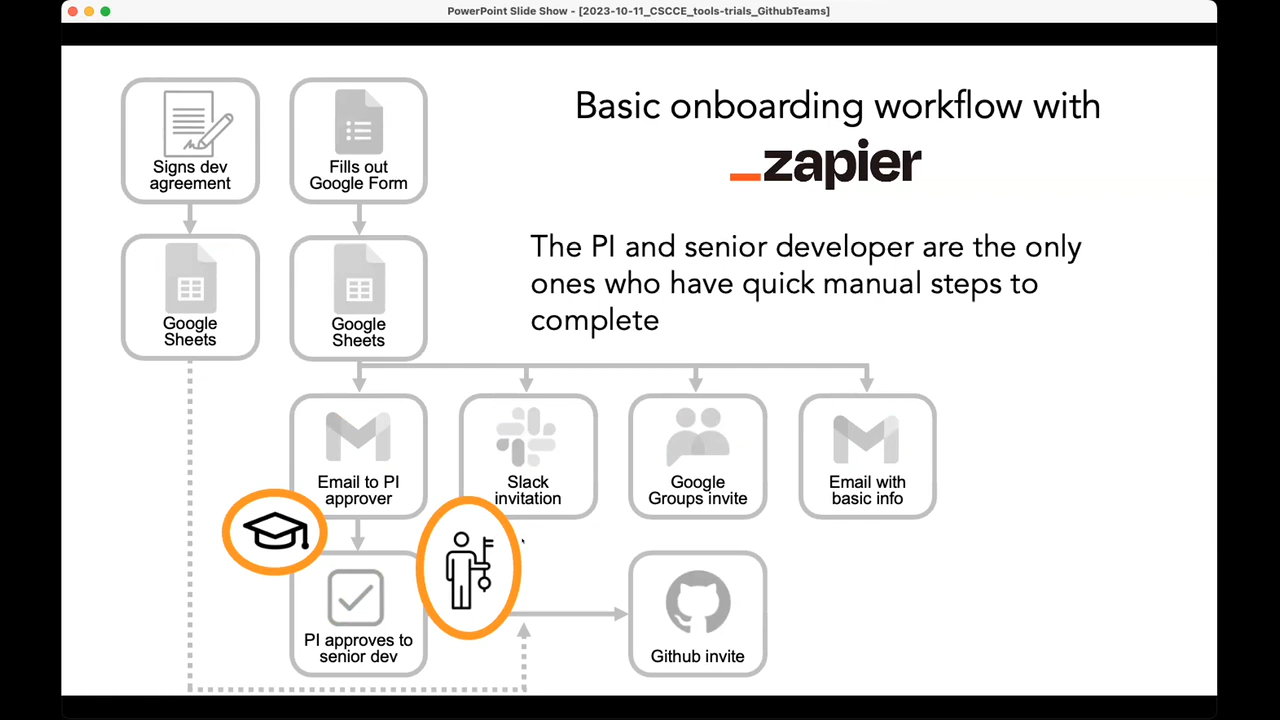 PowerPoint Slide Show - [2023-10-11_CSCCE_tools-trials_GithubTeams]
Basic onboarding workflow with
_zapier
The PI and senior developer are the only
ones who have quick manual steps to
complete
Signs dev
agreement
Fills out
Google Form
Google
Sheets
Google
Sheets
Email to PI
approver
Slack
invitation
Google
Groups invite
Email with
basic info
PI approves to
senior dev
Github invite